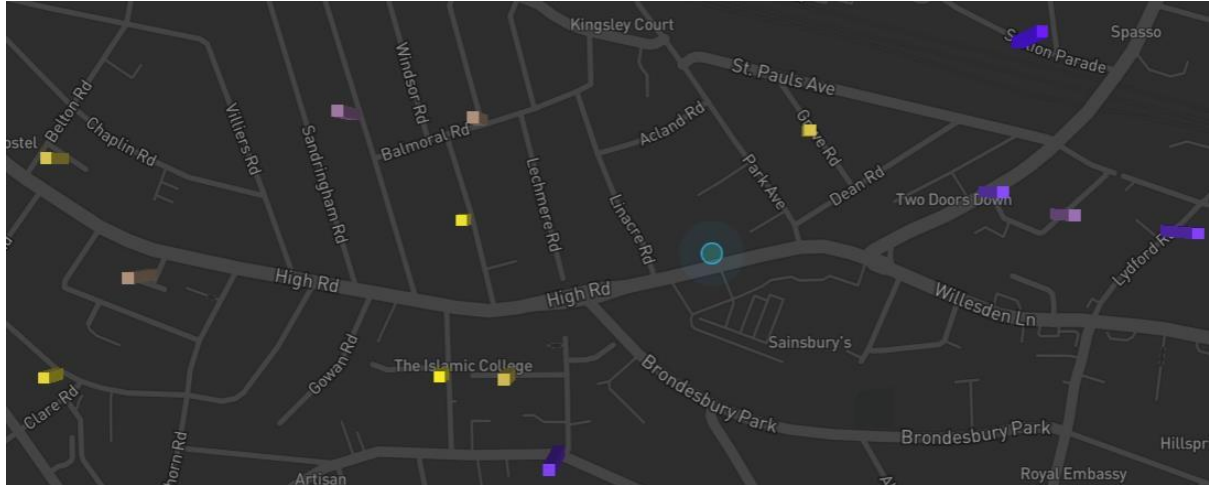 Kingsley Court
Spasso
St. Pauls Ave
Windsor Rd
Belton Rd
Chaplin Rd
Villiers Rd
Sandringham Rd
Balmoral Rd
Acland Rd
Grove Rd
Park Ave
Dean Rd
Lechmere Rd
Linacre Rd
Two Doors Down
Lydford Rd
High Rd
High Rd
Willesden Ln
Sainsbury's
Gowan Rd
The Islamic College
Clare Rd
Brondesbury Park
Brondesbury Park
Artisan
Royal Embassy